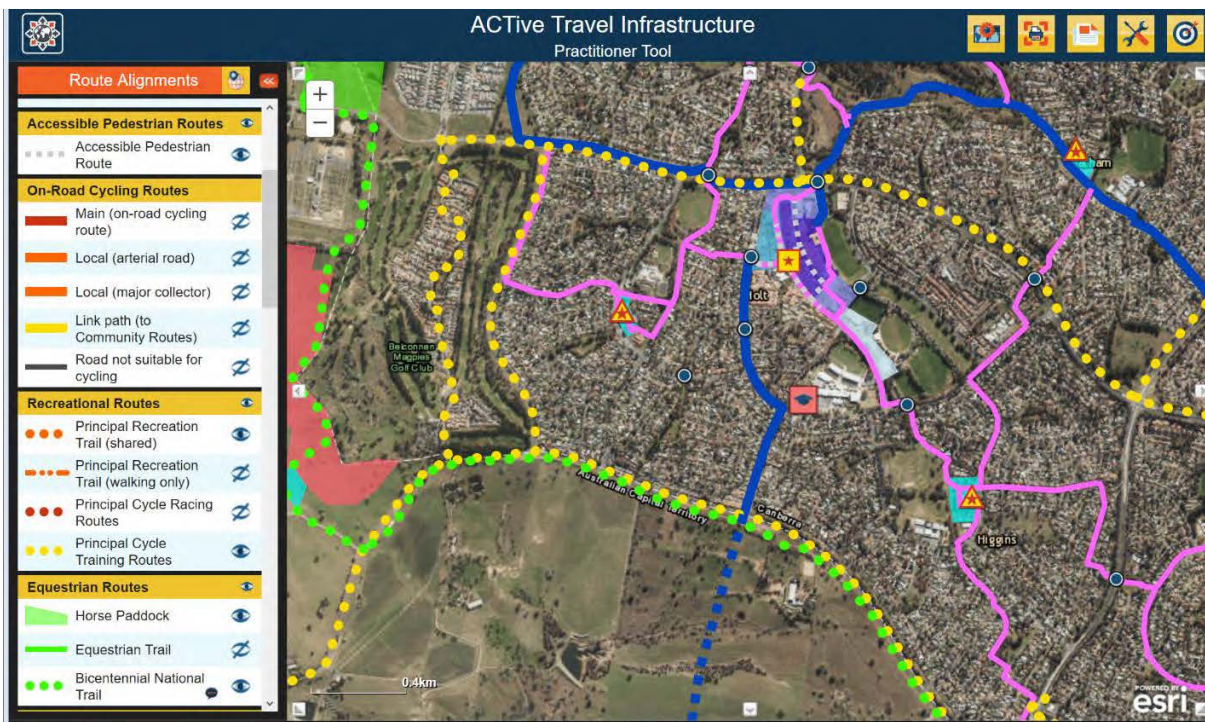 ACTive Travel Infrastructure
Practitioner Tool
Route Alignments
Accessible Pedestrian Routes
Accessible Pedestrian
Route
On-Road Cycling Routes
Main (on-road cycling
route)
Local (arterial road)
Local (major collector)
Link path (to
Community Routes)
Road not suitable for
cycling
Recreational Routes
Principal Recreation
Trail (shared)
Principal Recreation
Trail (walking only)
Principal Cycle Racing
Routes
Principal Cycle
Training Routes
Equestrian Routes
Horse Paddock
Equestrian Trail
Bicentennial National
Trail
+
−
Belconnen
Magpies
Golf Club
Australian Capital Territory
Canberra
Higgins
0.4km
POWERED BY
esri